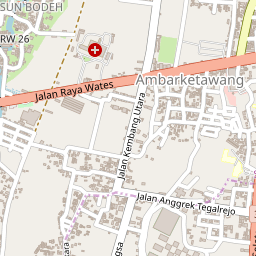 SUN BODEH
RW 26
Ambarketawang
Jalan Raya Wates
Jalan Kembang Utara
Jalan Anggrek Tegalrejo